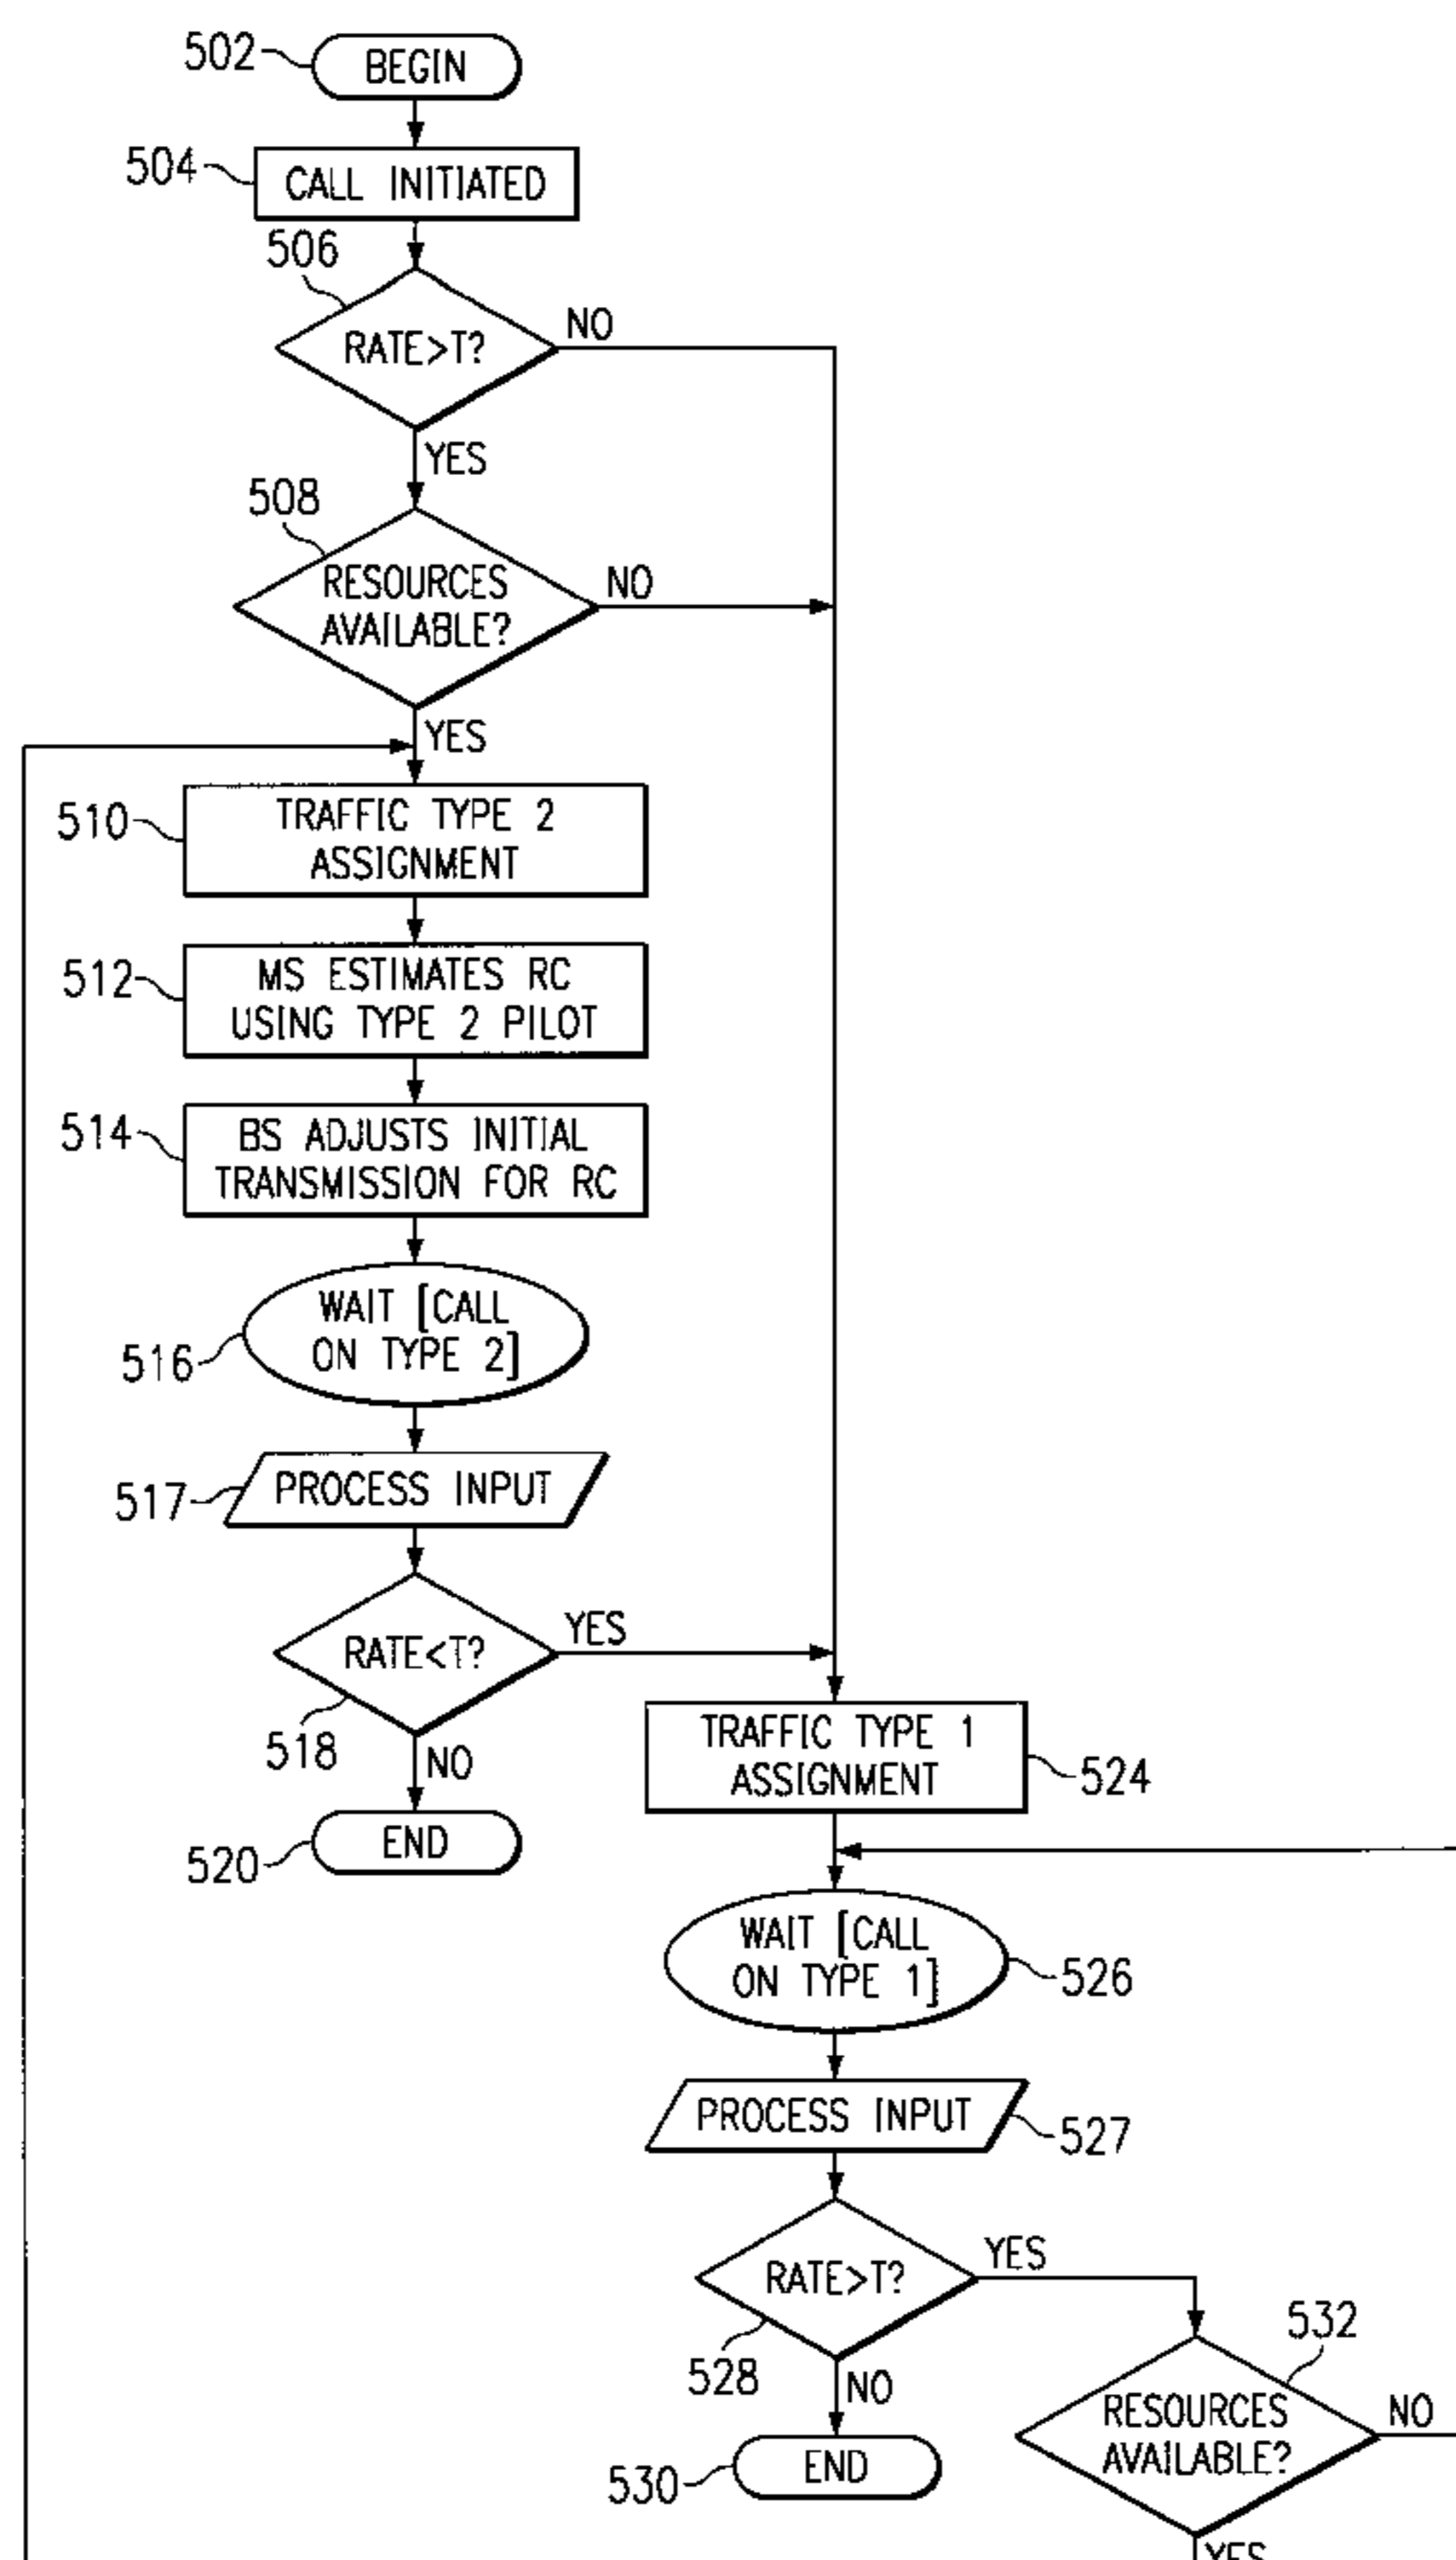 502
BEGIN
504
CALL INITIATED
506
RATE>T?
NO
YES
508
RESOURCES
AVAILABLE?
NO
YES
510
TRAFFIC TYPE 2
ASSIGNMENT
512
MS ESTIMATES RC
USING TYPE 2 PILOT
514
BS ADJUSTS INITIAL
TRANSMISSION FOR RC
516
WAIT [CALL
ON TYPE 2]
517
PROCESS INPUT
518
RATE<T?
YES
NO
520
END
TRAFFIC TYPE 1
ASSIGNMENT
524
WAIT [CALL
ON TYPE 1]
526
PROCESS INPUT
527
RATE>T?
YES
528
NO
530
END
532
RESOURCES
AVAILABLE?
NO
YES